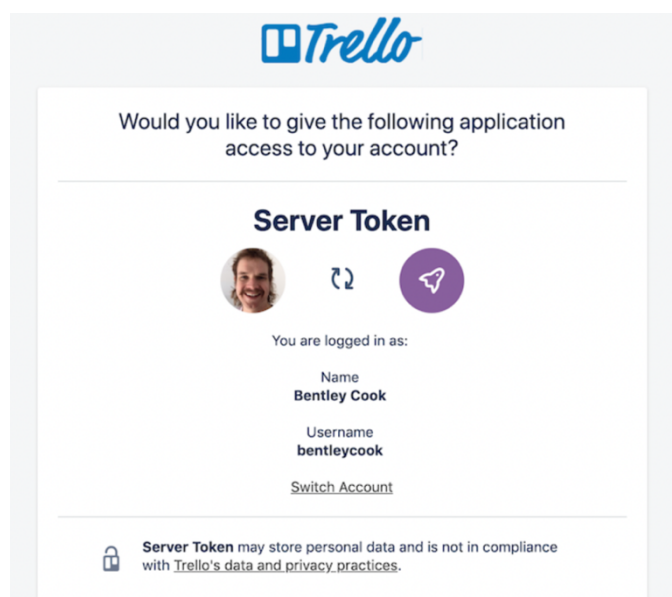 Trello
Would you like to give the following application
access to your account?
Server Token
You are logged in as:
Name
Bentley Cook
Username
bentleycook
Switch Account
Server Token may store personal data and is not in compliance
with Trello's data and privacy practices.